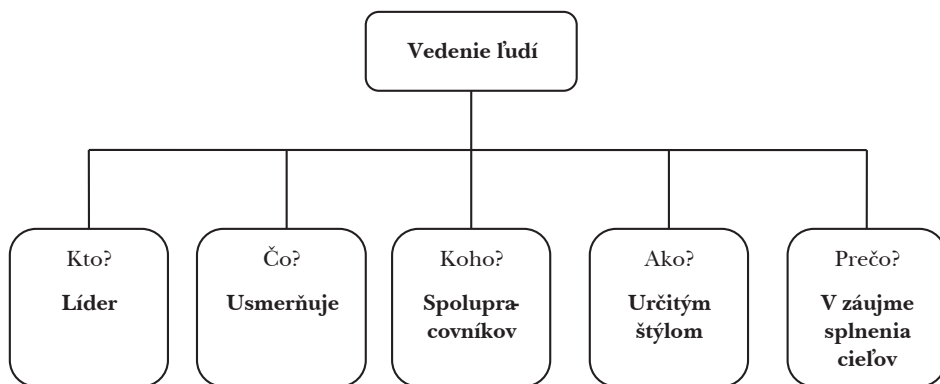 Vedenie ľudí
Kto?
Líder
Čo?
Usmerňuje
Koho?
Spolupra-
covníkov
Ako?
Určitým
štýlom
Prečo?
V záujme
splnenia
cieľov